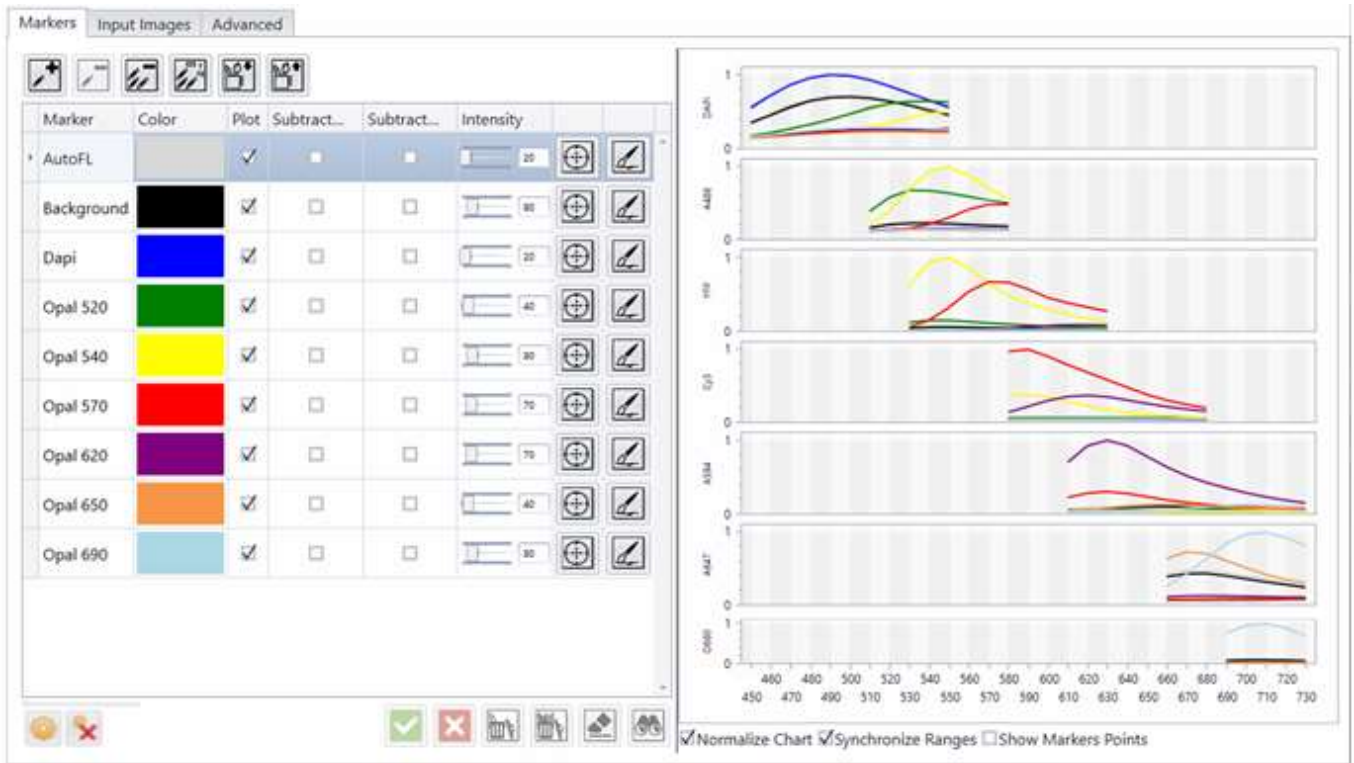 Markers Input Images Advanced
Marker Color Plot Subtract... Subtract... Intensity
AutoFL 20
Background 80
Dapi 20
Opal 520 40
Opal 540 80
Opal 570 70
Opal 620 70
Opal 650 40
Opal 690 80
1
DAPI
0
1
A488
0
1
0
1
Cy3
0
1
A594
0
1
A647
0
1
0
460 480 500 520 540 560 580 600 620 640 660 680 700 720
450 470 490 510 530 550 570 590 610 630 650 670 690 710 730
Normalize Chart Synchronize Ranges Show Markers Points